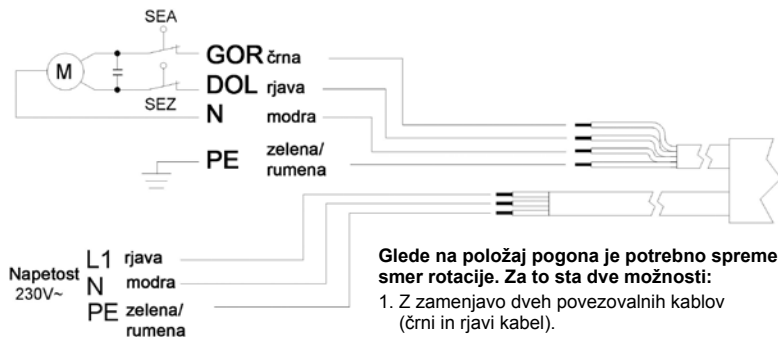 SEA
GOR črna
M
DOL rjava
SEZ
N modra
PE zelena/
rumena
L1 rjava
Napetost
230V~
N modra
PE zelena/
rumena
Glede na položaj pogona je potrebno spreme
smer rotacije. Za to sta dve možnosti:
1. Z zamenjavo dveh povezovalnih kablov
(črni in rjavi kabel).